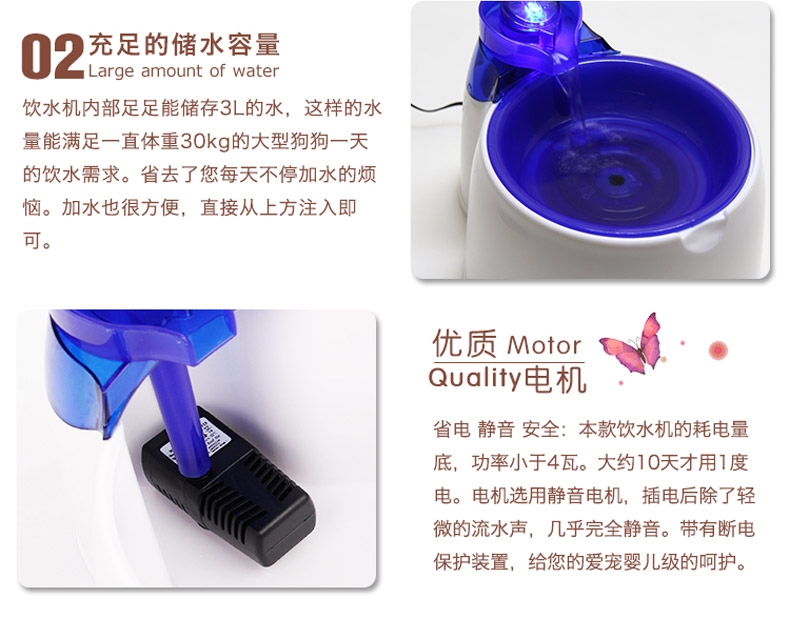 02 充足的储水容量
Large amount of water
饮水机内部足足能储存3L的水，这样的水
量能满足一直体重30kg的大型狗狗一天
的饮水需求。省去了您每天不停加水的烦
恼。加水也很方便，直接从上方注入即
可。
优质 Motor
Quality电机
省电 静音 安全：本款饮水机的耗电量
底，功率小于4瓦。大约10天才用1度
电。电机选用静音电机，插电后除了轻
微的流水声，几乎完全静音。带有断电
保护装置，给您的爱宠婴儿级的呵护。